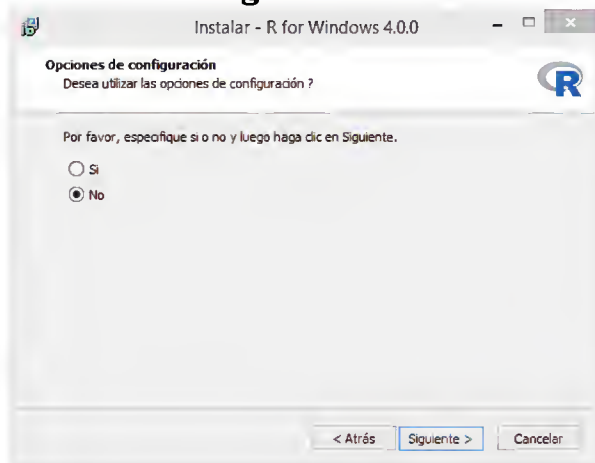 Instalar - R for Windows 4.0.0
Opciones de configuración
Desea utilizar las opciones de configuración ?
R
Por favor, especifique si o no y luego haga clic en Siguiente.
Si
No
< Atrás Siguiente > Cancelar